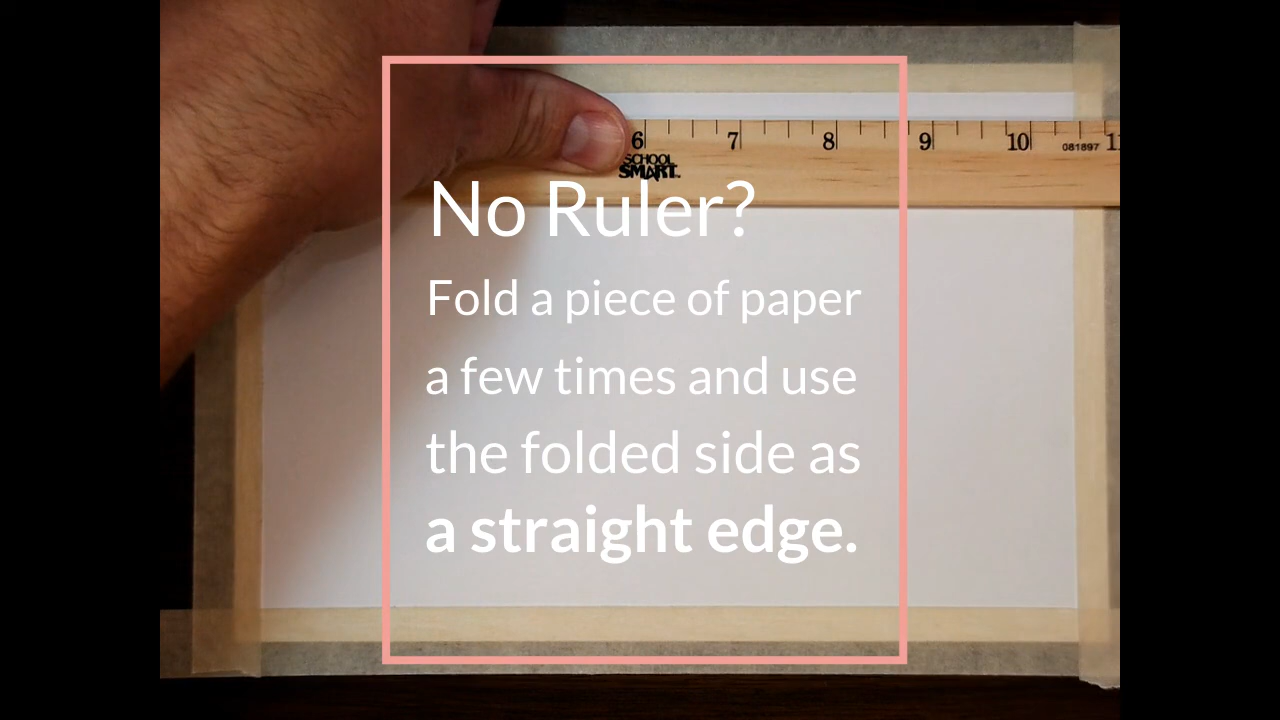 6 7 8 9 10 11
081897
SCHOOL
SMART.
No Ruler?
Fold a piece of paper
a few times and use
the folded side as
a straight edge.